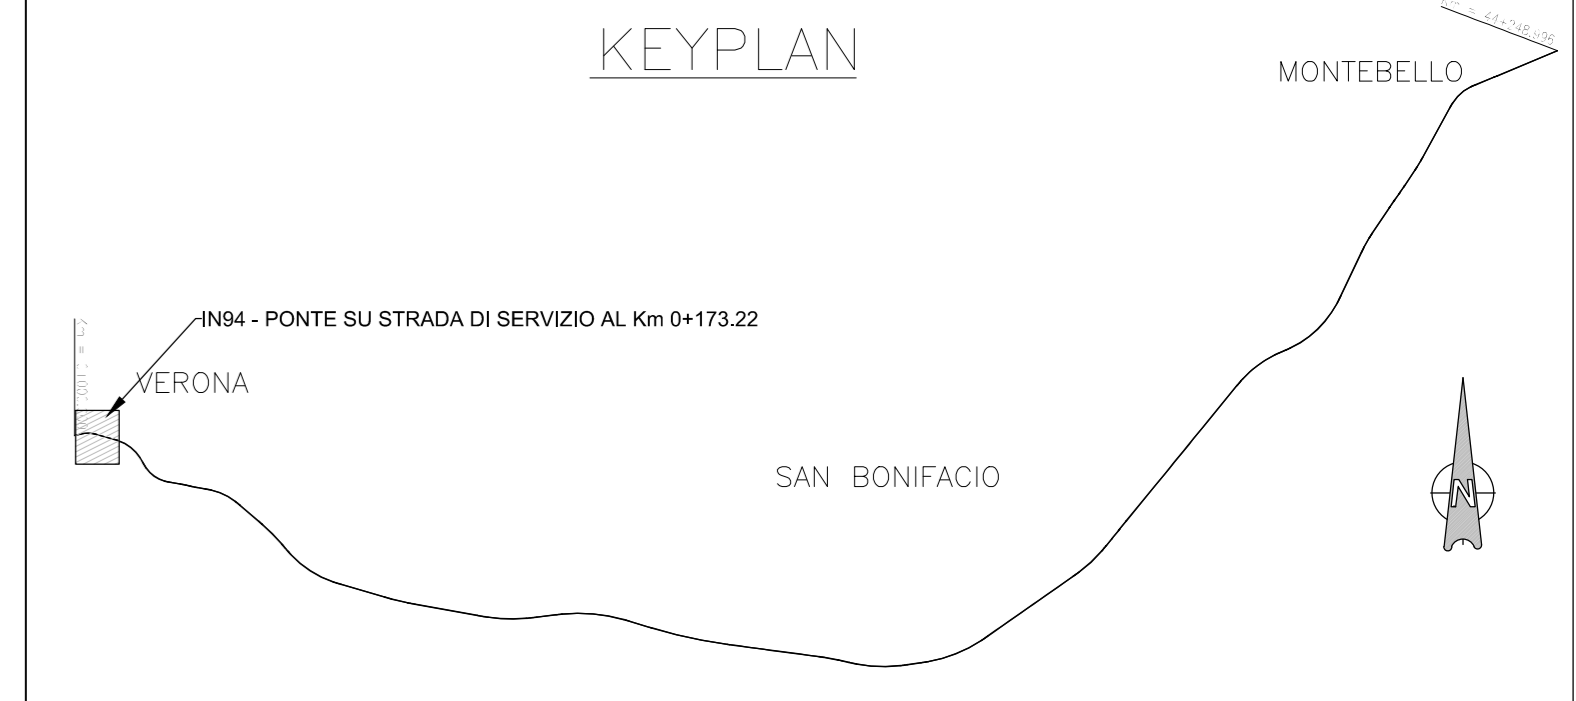 KEYPLAN
MONTEBELLO
IN94 - PONTE SU STRADA DI SERVIZIO AL Km 0+173.22
VERONA
SAN BONIFACIO
N